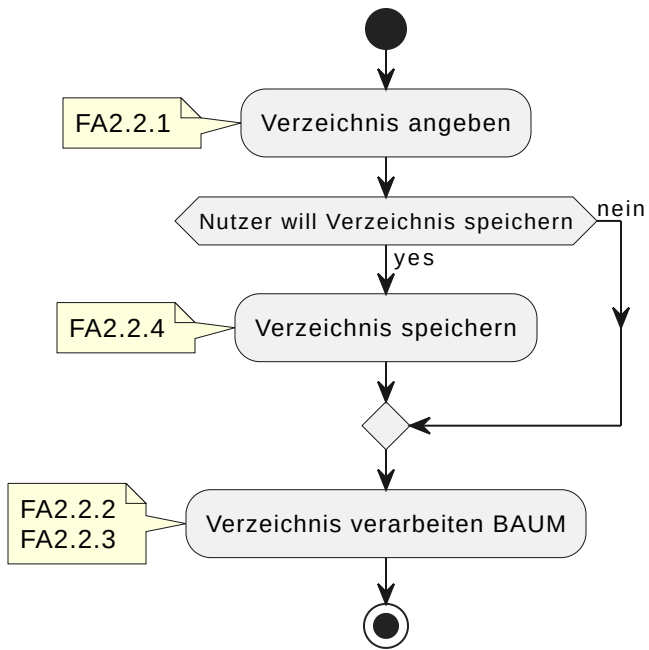 FA2.2.1
Verzeichnis angeben
Nutzer will Verzeichnis speichern
nein
yes
FA2.2.4
Verzeichnis speichern
FA2.2.2
FA2.2.3
Verzeichnis verarbeiten BAUM